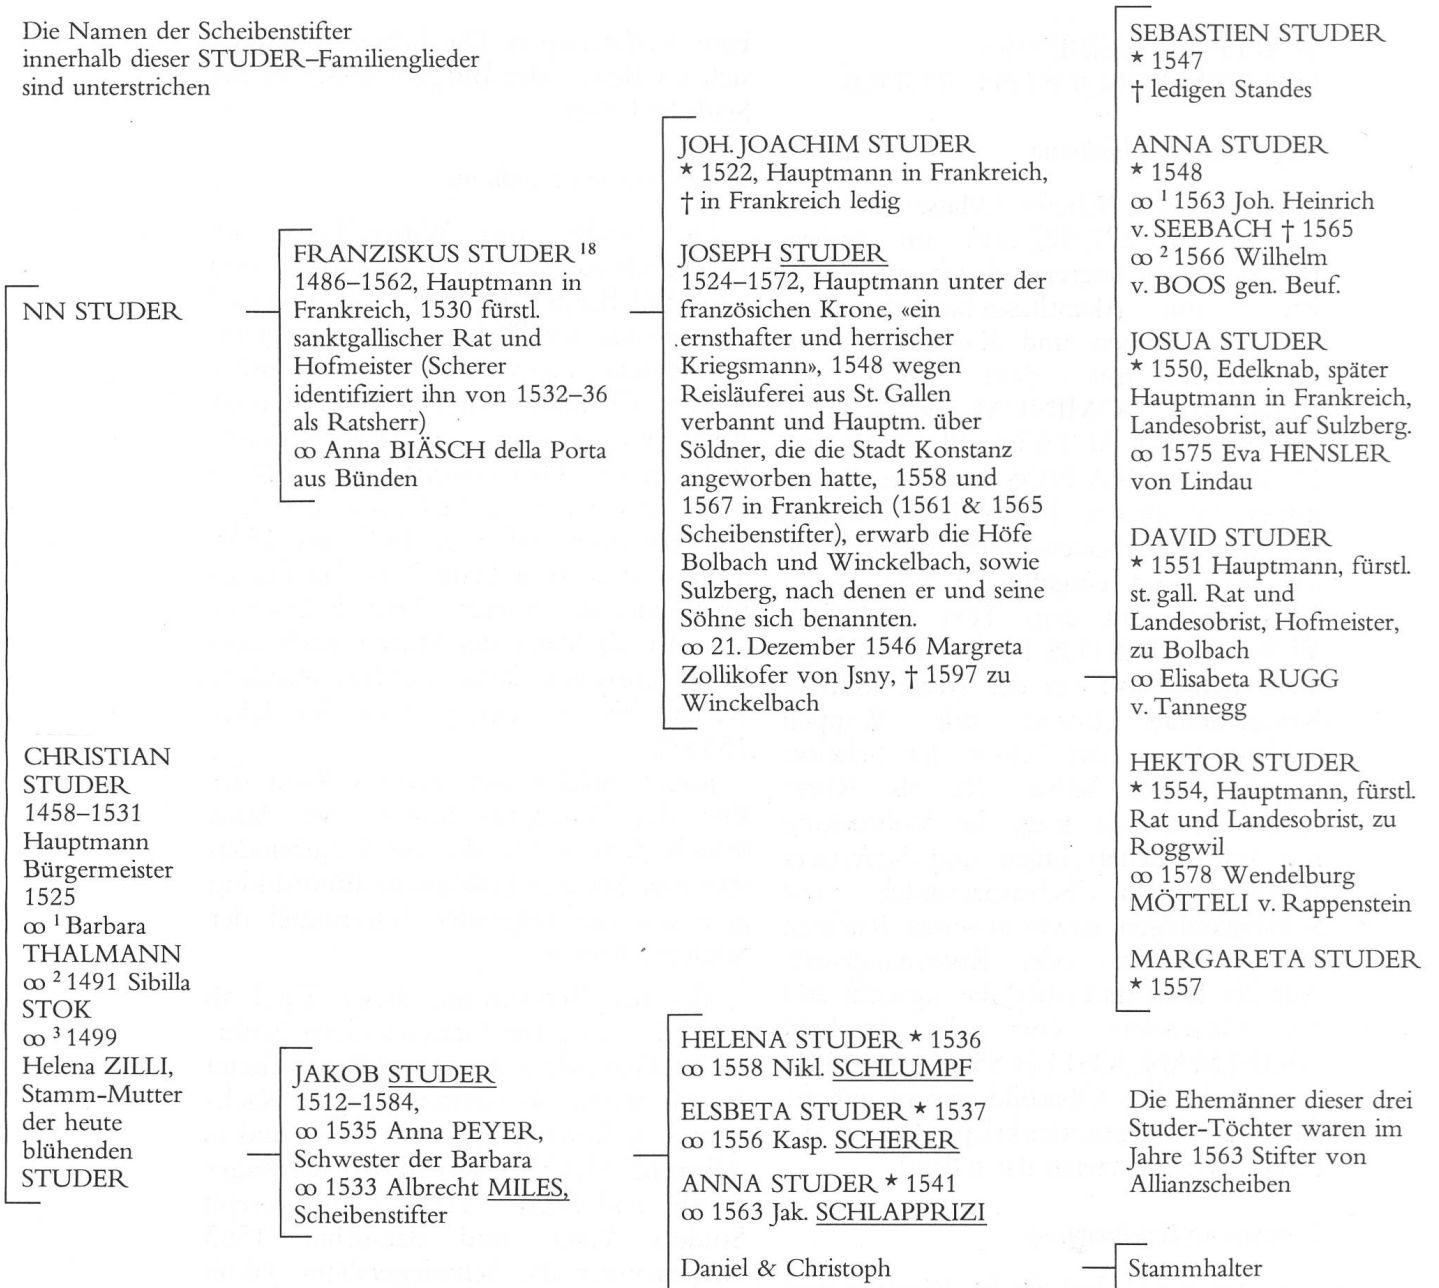 Die Namen der Scheibenstifter
innerhalb dieser STUDER–Familienglieder
sind unterstrichen
NN STUDER
CHRISTIAN
STUDER
1458–1531
Hauptmann
Bürgermeister
1525
∞ ¹ Barbara
THALMANN
∞ ² 1491 Sibilla
STOK
∞ ³ 1499
Helena ZILLI,
Stamm-Mutter
der heute
blühenden
STUDER
FRANZISKUS STUDER ¹⁸
1486–1562, Hauptmann in
Frankreich, 1530 fürstl.
sanktgallischer Rat und
Hofmeister (Scherer
identifiziert ihn von 1532–36
als Ratsherr)
∞ Anna BIÄSCH della Porta
aus Bünden
JAKOB STUDER
1512–1584,
∞ 1535 Anna PEYER,
Schwester der Barbara
∞ 1533 Albrecht MILES,
Scheibenstifter
JOH. JOACHIM STUDER
* 1522, Hauptmann in Frankreich,
† in Frankreich ledig
JOSEPH STUDER
1524–1572, Hauptmann unter der
französichen Krone, «ein
ernsthafter und herrischer
Kriegsmann», 1548 wegen
Reisläuferei aus St. Gallen
verbannt und Hauptm. über
Söldner, die die Stadt Konstanz
angeworben hatte, 1558 und
1567 in Frankreich (1561 & 1565
Scheibenstifter), erwarb die Höfe
Bolbach und Winckelbach, sowie
Sulzberg, nach denen er und seine
Söhne sich benannten.
∞ 21. Dezember 1546 Margreta
Zollikofer von Jsny, † 1597 zu
Winckelbach
HELENA STUDER * 1536
∞ 1558 Nikl. SCHLUMPF
ELSBETA STUDER * 1537
∞ 1556 Kasp. SCHERER
ANNA STUDER * 1541
∞ 1563 Jak. SCHLAPPRIZI
Daniel & Christoph
SEBASTIEN STUDER
* 1547
† ledigen Standes
ANNA STUDER
* 1548
∞ ¹ 1563 Joh. Heinrich
v. SEEBACH † 1565
∞ ² 1566 Wilhelm
v. BOOS gen. Beuf.
JOSUA STUDER
* 1550, Edelknab, später
Hauptmann in Frankreich,
Landesobrist, auf Sulzberg.
∞ 1575 Eva HENSLER
von Lindau
DAVID STUDER
* 1551 Hauptmann, fürstl.
st. gall. Rat und
Landesobrist, Hofmeister,
zu Bolbach
∞ Elisabeta RUGG
v. Tannegg
HEKTOR STUDER
* 1554, Hauptmann, fürstl.
Rat und Landesobrist, zu
Roggwil
∞ 1578 Wendelburg
MÖTTELI v. Rappenstein
MARGARETA STUDER
* 1557
Die Ehemänner dieser drei
Studer-Töchter waren im
Jahre 1563 Stifter von
Allianzscheiben
Stammhalter